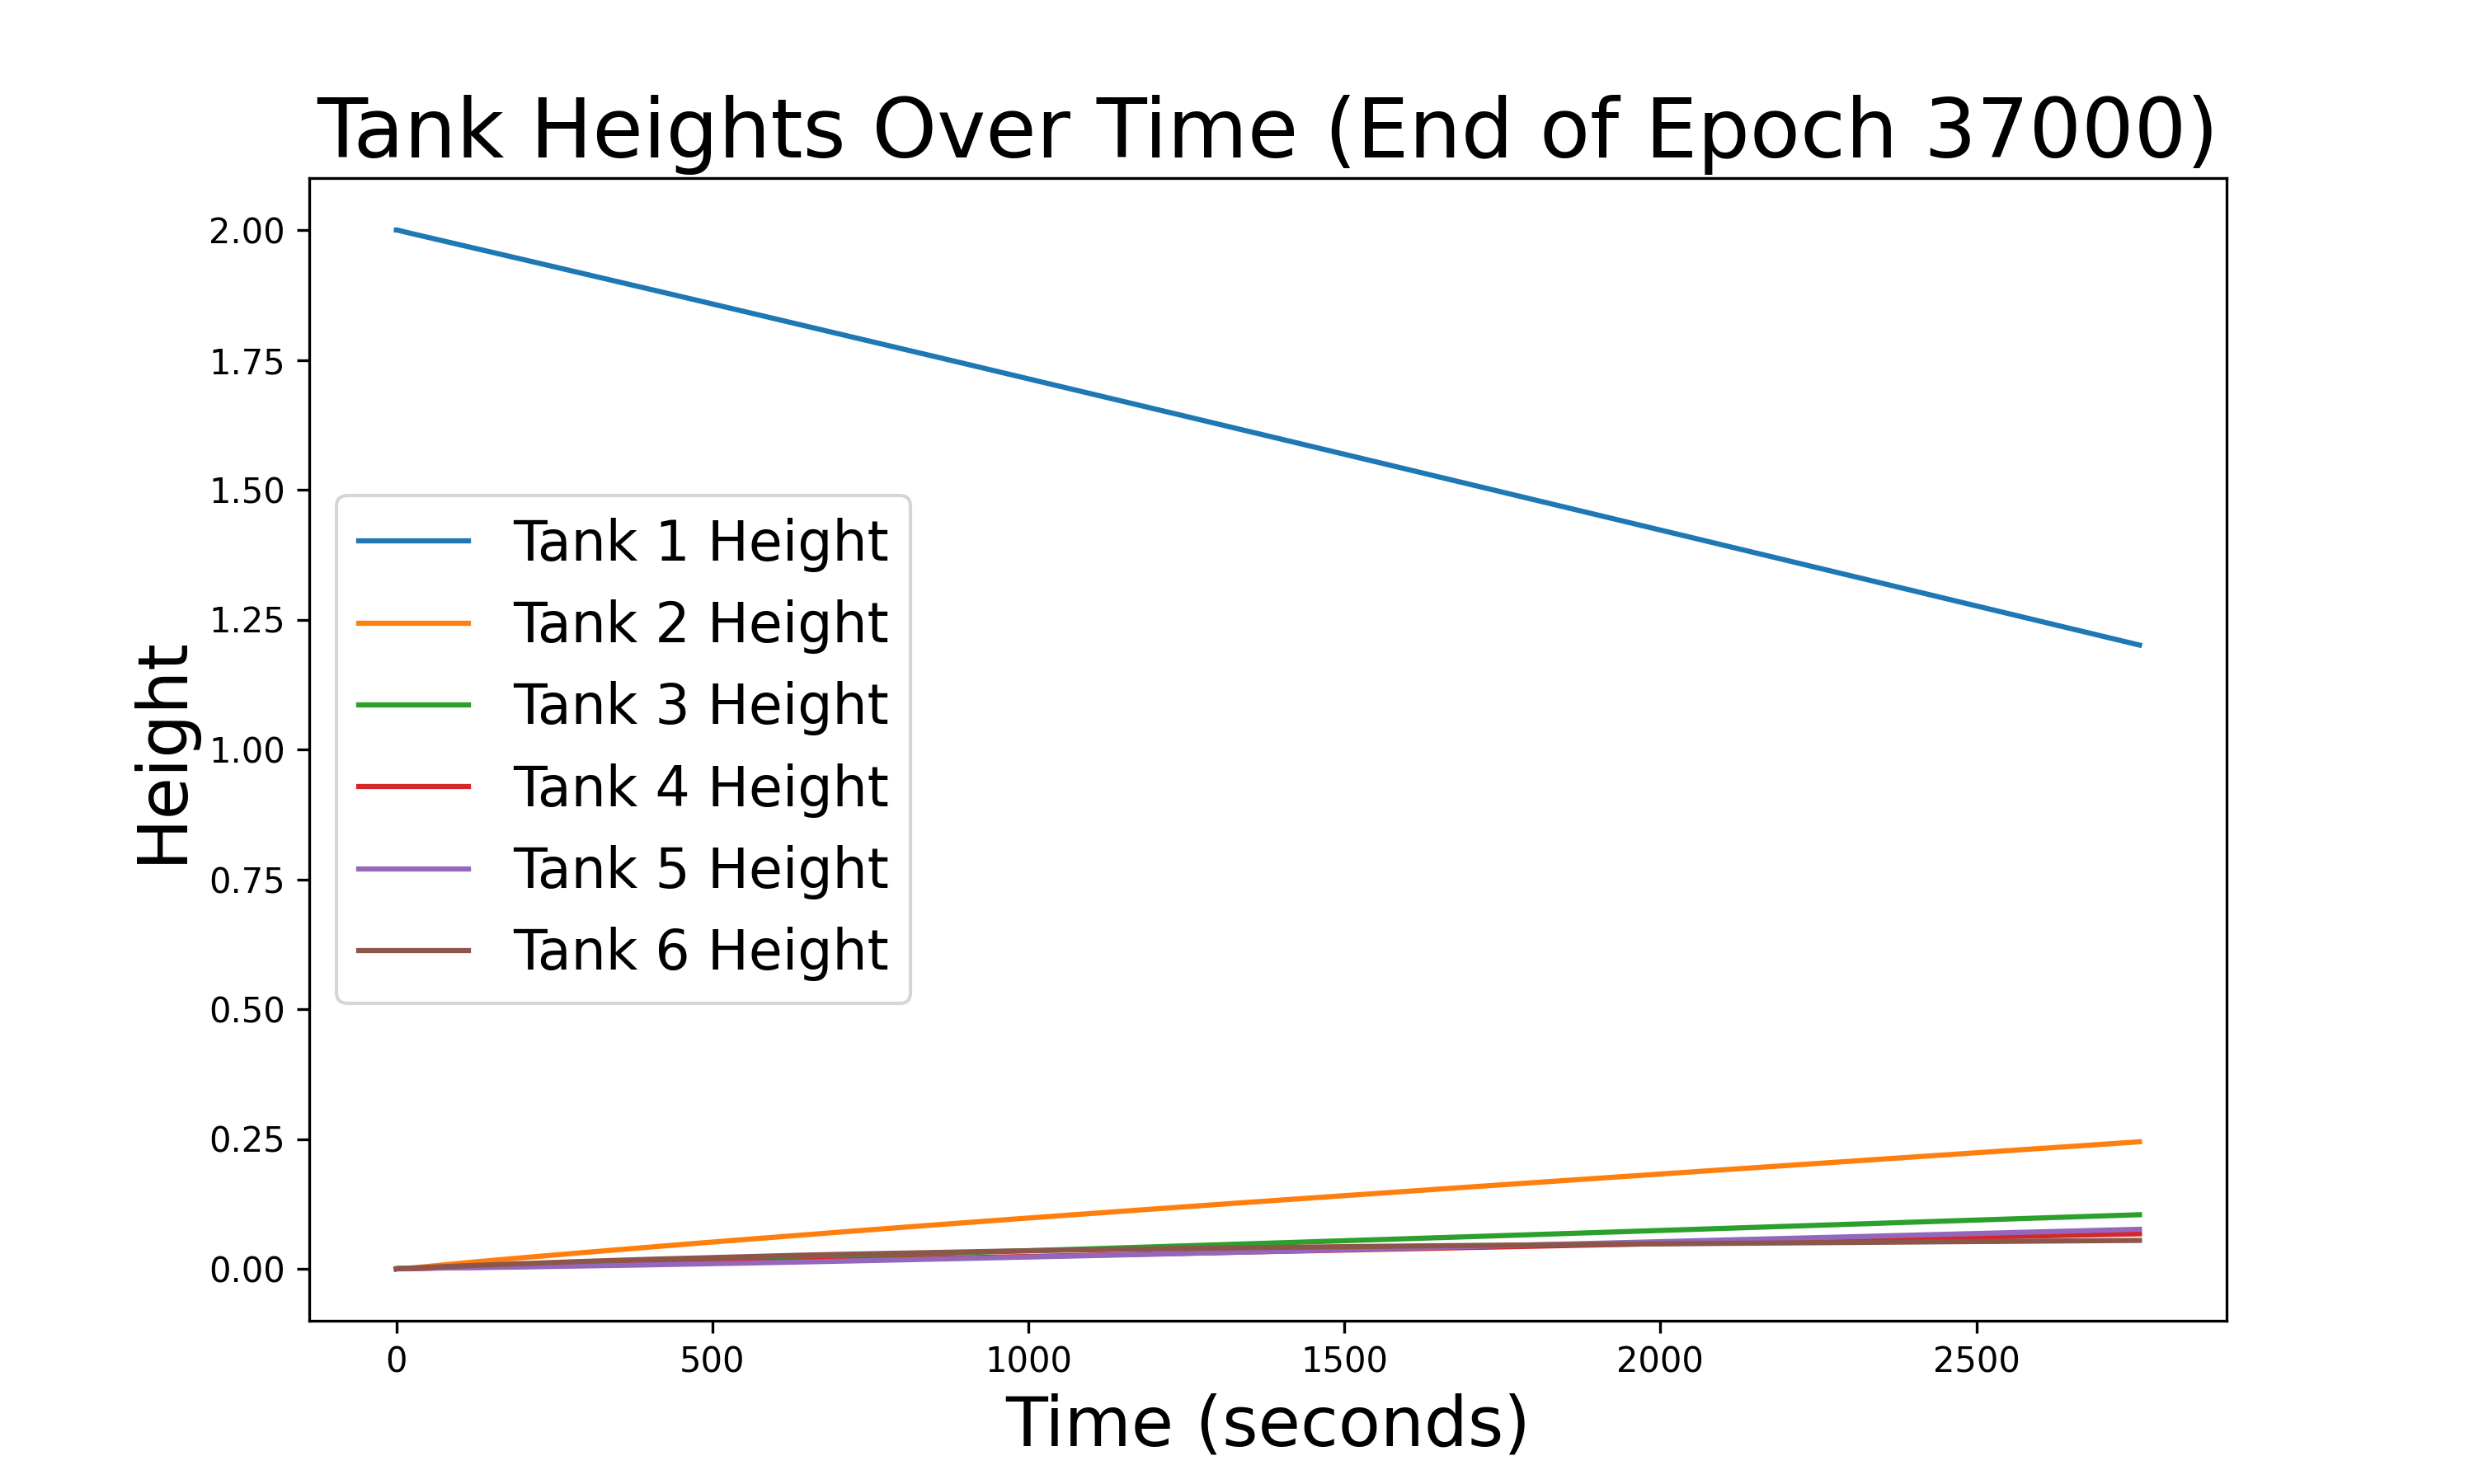 Tank Heights Over Time (End of Epoch 37000)
Height
2.00
1.75
1.50
1.25
1.00
0.75
0.50
0.25
0.00
Tank 1 Height
Tank 2 Height
Tank 3 Height
Tank 4 Height
Tank 5 Height
Tank 6 Height
0 500 1000 1500 2000 2500
Time (seconds)